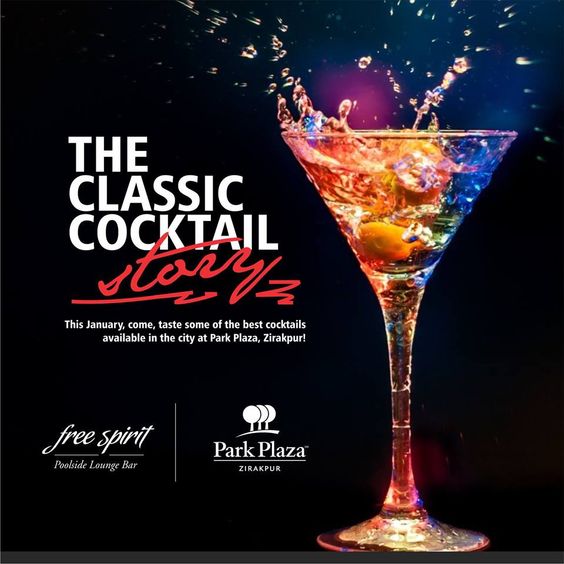 THE
CLASSIC
COCKTAIL
story
This January, come, taste some of the best cocktails
available in the city at Park Plaza, Zirakpur!
free spirit
Poolside Lounge Bar
Park Plaza™
ZIRAKPUR